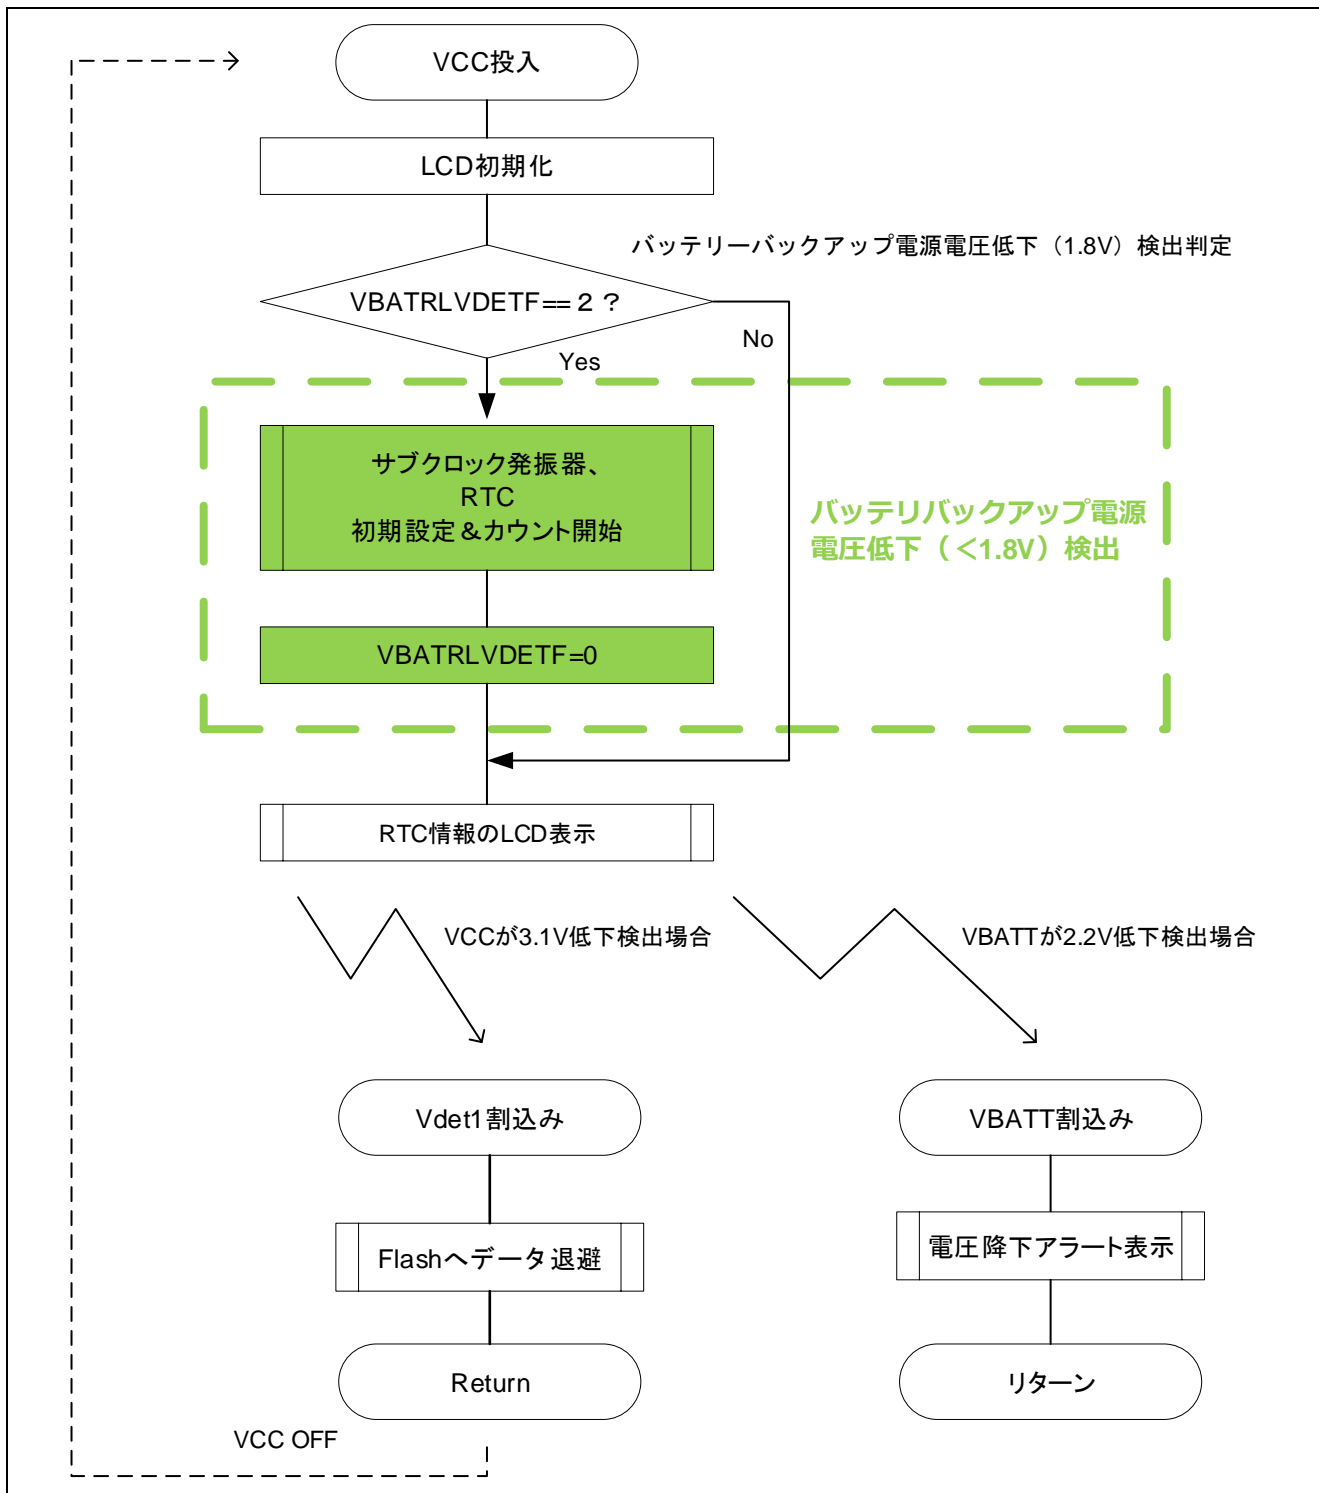 VCC投入
LCD初期化
バッテリーバックアップ電源電圧低下（1.8V）検出判定
VBATRLVDETF==２？
No
Yes
サブクロック発振器、
RTC
初期設定＆カウント開始
バッテリバックアップ電源
電圧低下（＜1.8V）検出
VBATRLVDETF=0
RTC情報のLCD表示
VCCが3.1V低下検出場合
VBATTが2.2V低下検出場合
Vdet1割込み
VBATT割込み
Flashへデータ退避
電圧降下アラート表示
Return
リターン
VCC OFF